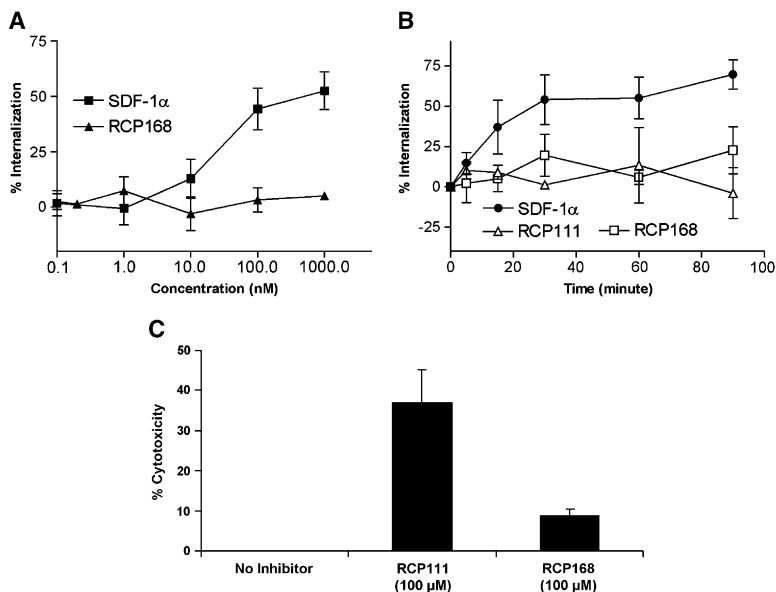 A
75
50
25
0
% Internalization
SDF-1α
RCP168
0.1
1.0
10.0
100.0
1000.0
Concentration (nM)
B
75
50
25
0
-25
% Internalization
SDF-1α
RCP111
RCP168
0
20
40
60
80
100
Time (minute)
C
50
40
30
20
10
0
% Cytotoxicity
No Inhibitor
RCP111
(100 µM)
RCP168
(100 µM)